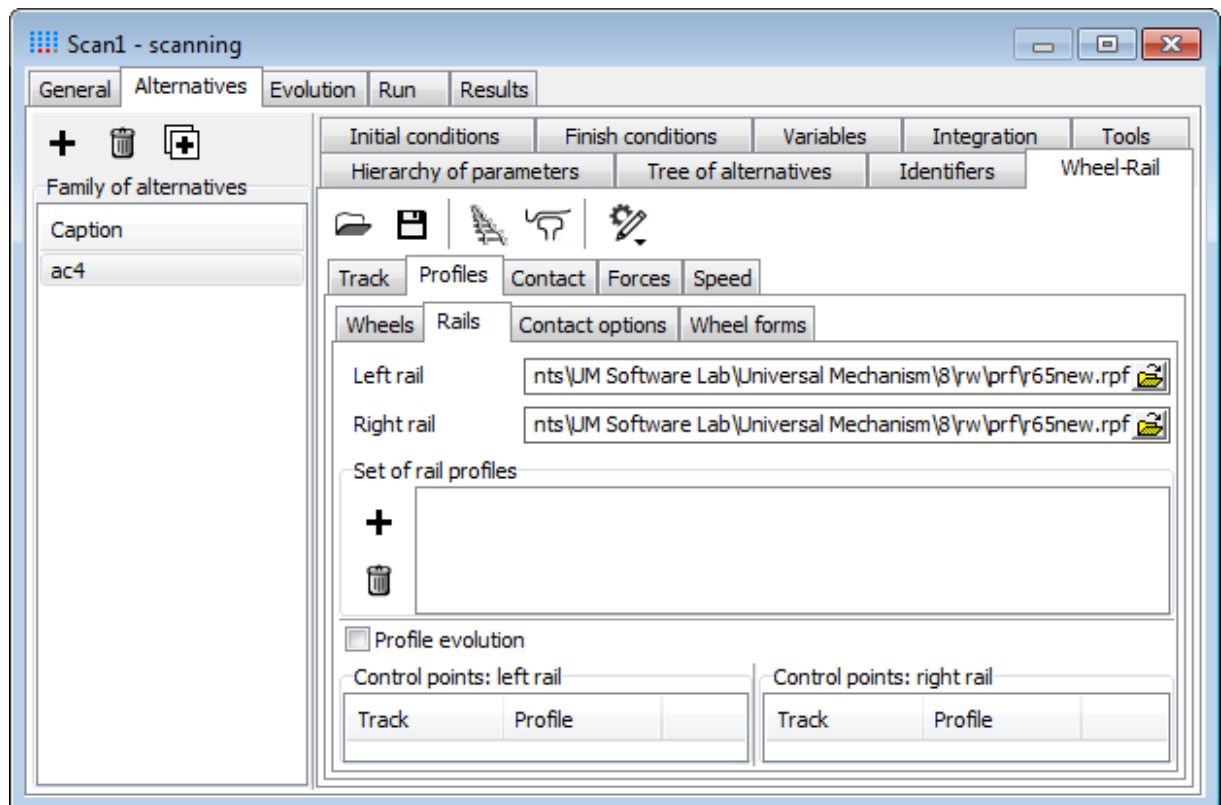 Scan1 - scanning
General Alternatives Evolution Run Results
Initial conditions Finish conditions Variables Integration Tools
Hierarchy of parameters Tree of alternatives Identifiers Wheel-Rail
Family of alternatives
Caption
ac4
Track Profiles Contact Forces Speed
Wheels Rails Contact options Wheel forms
Left rail nts\UM Software Lab\Universal Mechanism\8\rw\prf\r65new.rpf
Right rail nts\UM Software Lab\Universal Mechanism\8\rw\prf\r65new.rpf
Set of rail profiles
Profile evolution
Control points: left rail Control points: right rail
Track Profile Track Profile